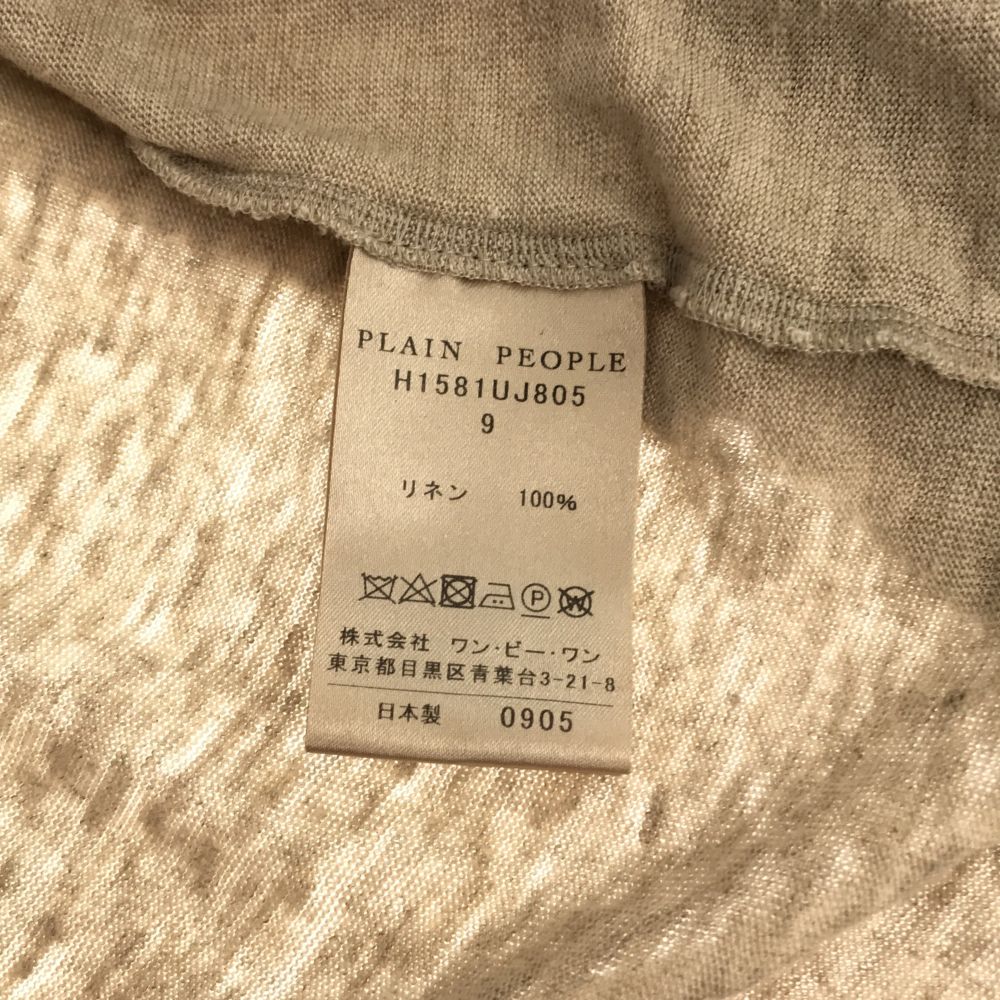 PLAIN PEOPLE
H1581UJ805
9
リネン 100%
P W
株式会社 ワン・ビー・ワン
東京都目黒区青葉台3-21-8
日本製 0905